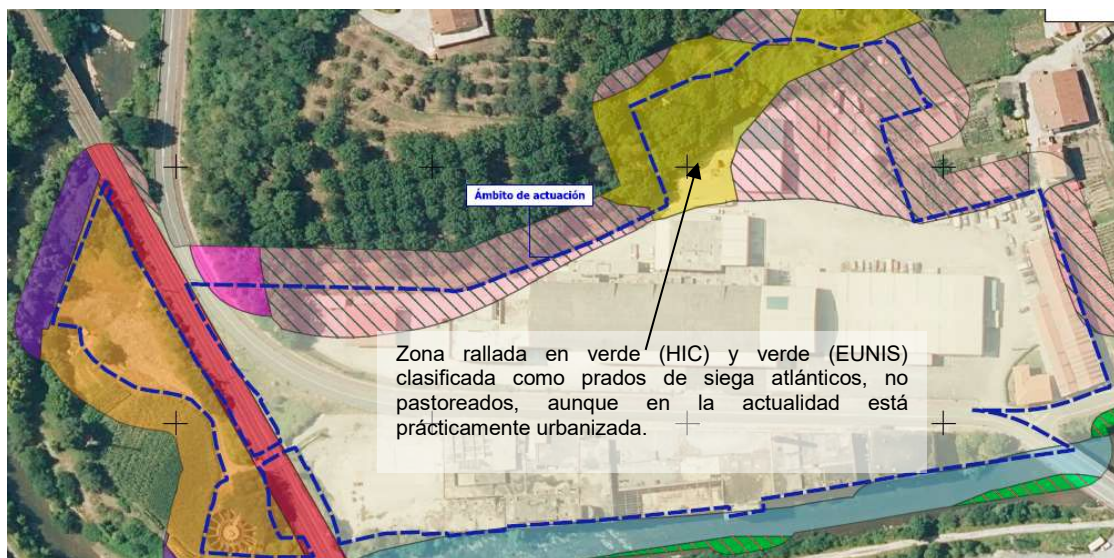 Ámbito de actuación
Zona rallada en verde (HIC) y verde (EUNIS)
clasificada como prados de siega atlánticos, no
pastoreados, aunque en la actualidad está
prácticamente urbanizada.